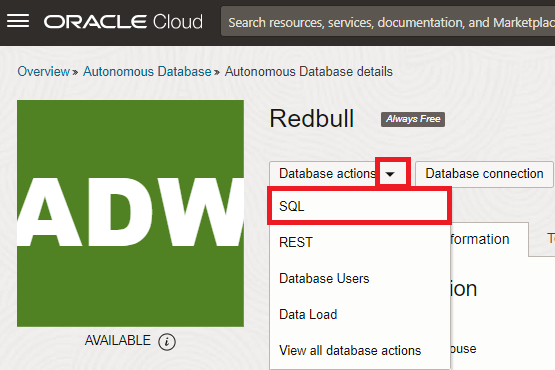 ORACLE Cloud
Search resources, services, documentation, and Marketplac
Overview » Autonomous Database » Autonomous Database details
ADW
AVAILABLE
Redbull
Always Free
Database actions
Database connection
SQL
REST
Database Users
Data Load
View all database actions
formation
T
ion
ouse